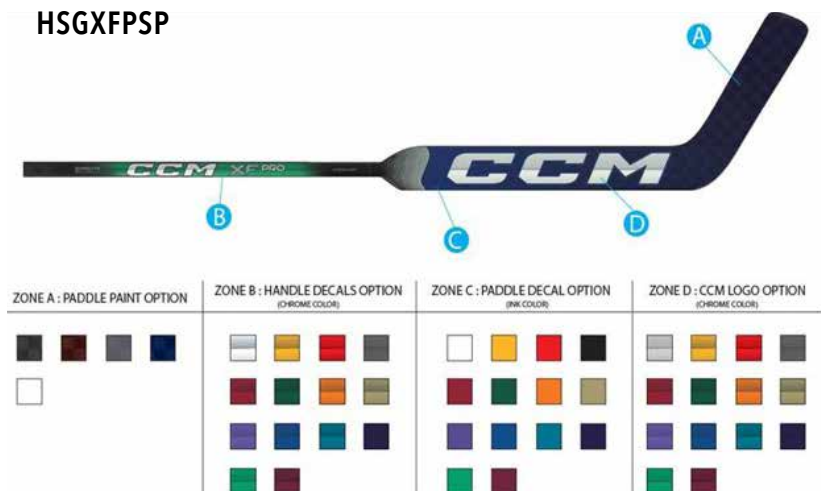 HSGXFPSP
A
CCM XF PRO
CCM
B
C
D
ZONE A : PADDLE PAINT OPTION
ZONE B : HANDLE DECALS OPTION
(CHROME COLOR)
ZONE C : PADDLE DECAL OPTION
(INK COLOR)
ZONE D : CCM LOGO OPTION
(CHROME COLOR)